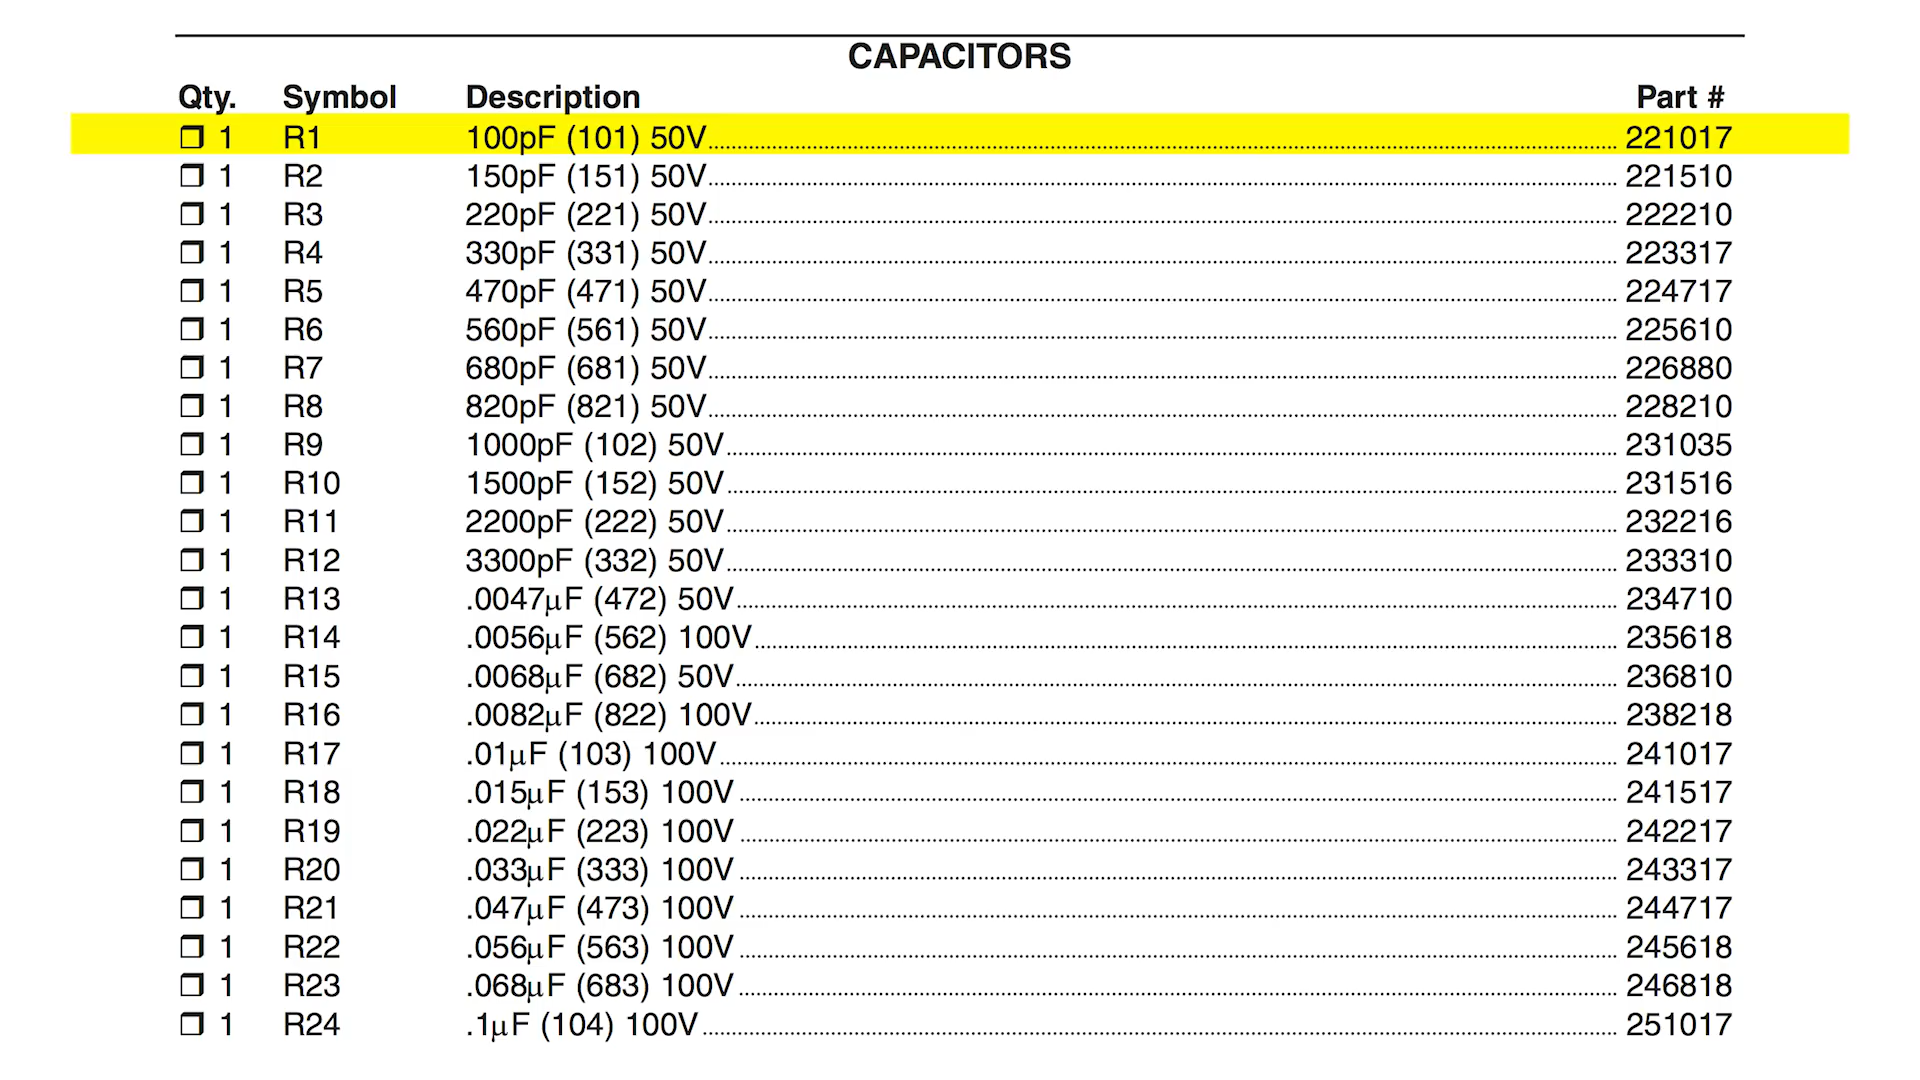 CAPACITORS
Qty. Symbol Description Part #
❒ 1 R1 100pF (101) 50V 221017
❒ 1 R2 150pF (151) 50V 221510
❒ 1 R3 220pF (221) 50V 222210
❒ 1 R4 330pF (331) 50V 223317
❒ 1 R5 470pF (471) 50V 224717
❒ 1 R6 560pF (561) 50V 225610
❒ 1 R7 680pF (681) 50V 226880
❒ 1 R8 820pF (821) 50V 228210
❒ 1 R9 1000pF (102) 50V 231035
❒ 1 R10 1500pF (152) 50V 231516
❒ 1 R11 2200pF (222) 50V 232216
❒ 1 R12 3300pF (332) 50V 233310
❒ 1 R13 .0047μF (472) 50V 234710
❒ 1 R14 .0056μF (562) 100V 235618
❒ 1 R15 .0068μF (682) 50V 236810
❒ 1 R16 .0082μF (822) 100V 238218
❒ 1 R17 .01μF (103) 100V 241017
❒ 1 R18 .015μF (153) 100V 241517
❒ 1 R19 .022μF (223) 100V 242217
❒ 1 R20 .033μF (333) 100V 243317
❒ 1 R21 .047μF (473) 100V 244717
❒ 1 R22 .056μF (563) 100V 245618
❒ 1 R23 .068μF (683) 100V 246818
❒ 1 R24 .1μF (104) 100V 251017